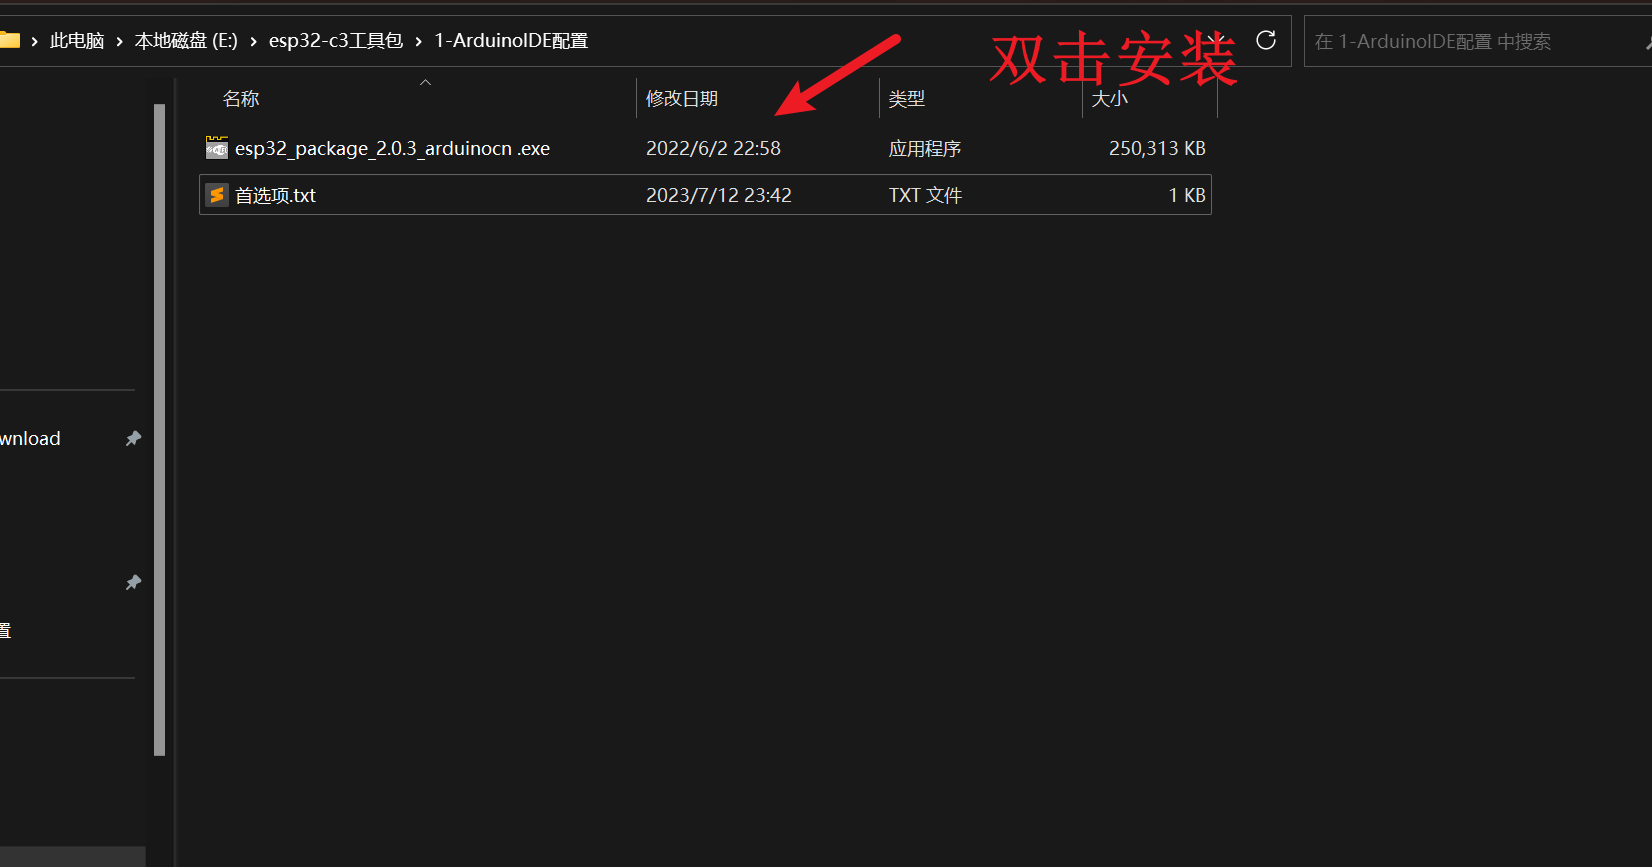 此电脑 › 本地磁盘 (E:) › esp32-c3工具包 › 1-ArduinoIDE配置
双击安装
在 1-ArduinoIDE配置 中搜索
名称 修改日期 类型 大小
esp32_package_2.0.3_arduinocn .exe 2022/6/2 22:58 应用程序 250,313 KB
首选项.txt 2023/7/12 23:42 TXT 文件 1 KB
wnload
置